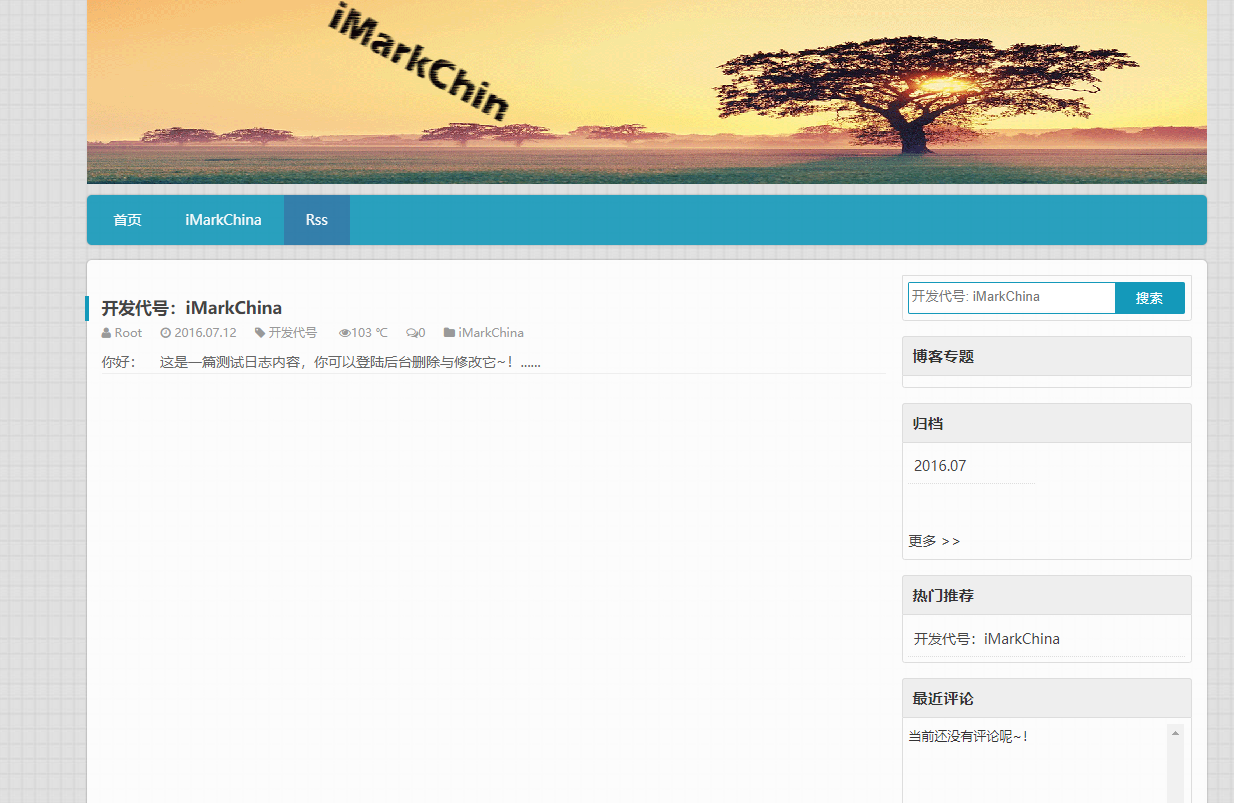 iMarkChin
首页 iMarkChina Rss
开发代号：iMarkChina
Root 2016.07.12 开发代号 103 ℃ 0 iMarkChina
你好： 这是一篇测试日志内容，你可以登陆后台删除与修改它~！......
开发代号: iMarkChina 搜索
博客专题
归档
2016.07
更多 >>
热门推荐
开发代号：iMarkChina
最近评论
当前还没有评论呢~！